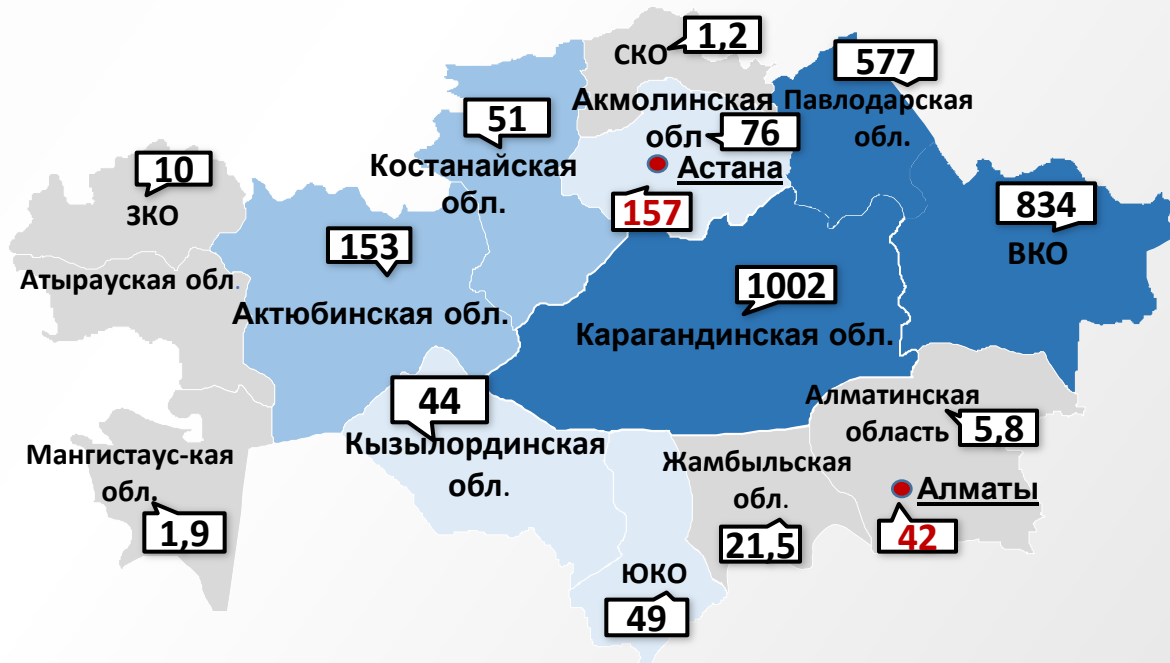 1,2
СКО
577
Акмолинская
обл
76
Павлодарская
обл.
51
Костанайская
обл.
Астана
157
10
ЗКО
834
ВКО
153
Атырауская обл.
Актюбинская обл.
1002
Карагандинская обл.
44
Кызылординская
обл.
Алматинская
область
5,8
Мангистаус-кая
обл.
1,9
Жамбыльская
обл.
21,5
Алматы
42
ЮКО
49